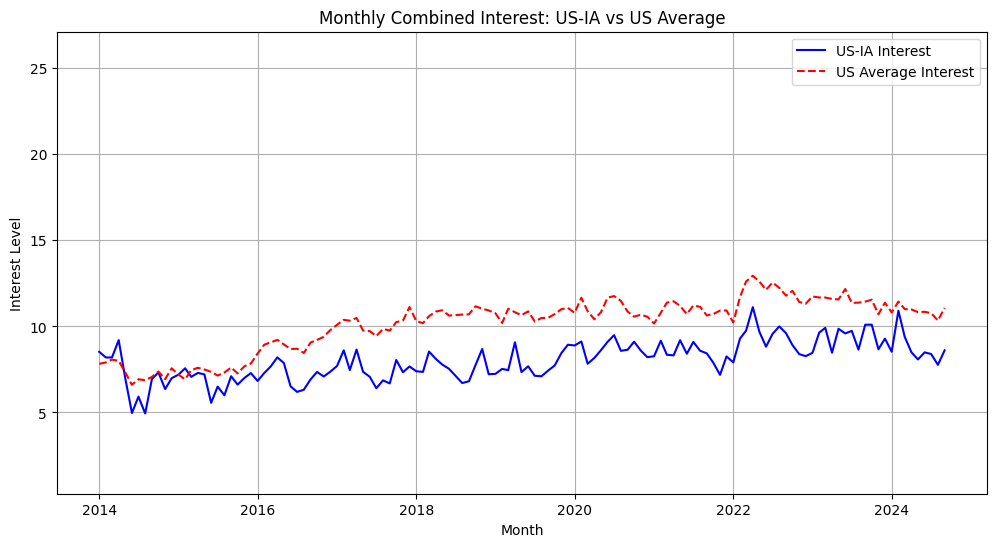 Monthly Combined Interest: US-IA vs US Average
US-IA Interest
US Average Interest
Interest Level
25
20
15
10
5
2014
2016
2018
2020
2022
2024
Month